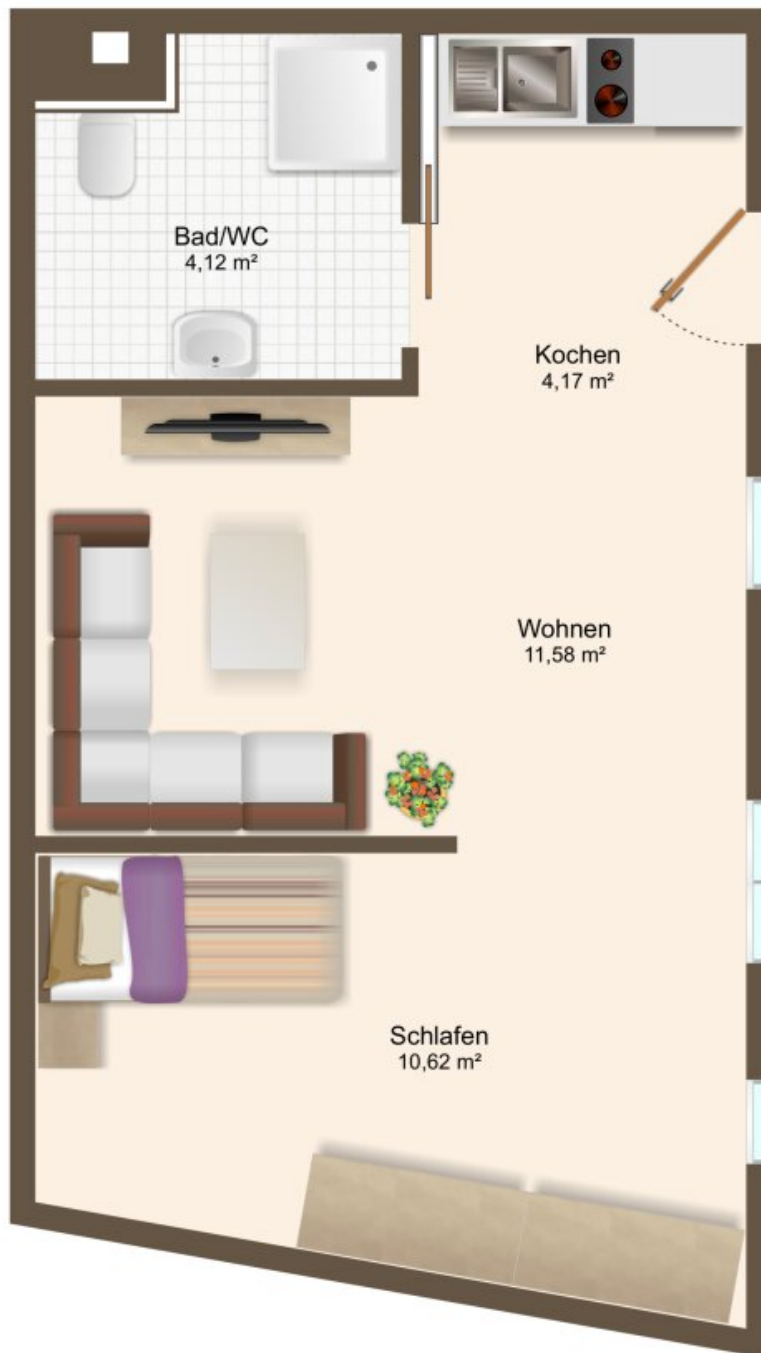 Bad/WC
4,12 m²
Kochen
4,17 m²
Wohnen
11,58 m²
Schlafen
10,62 m²